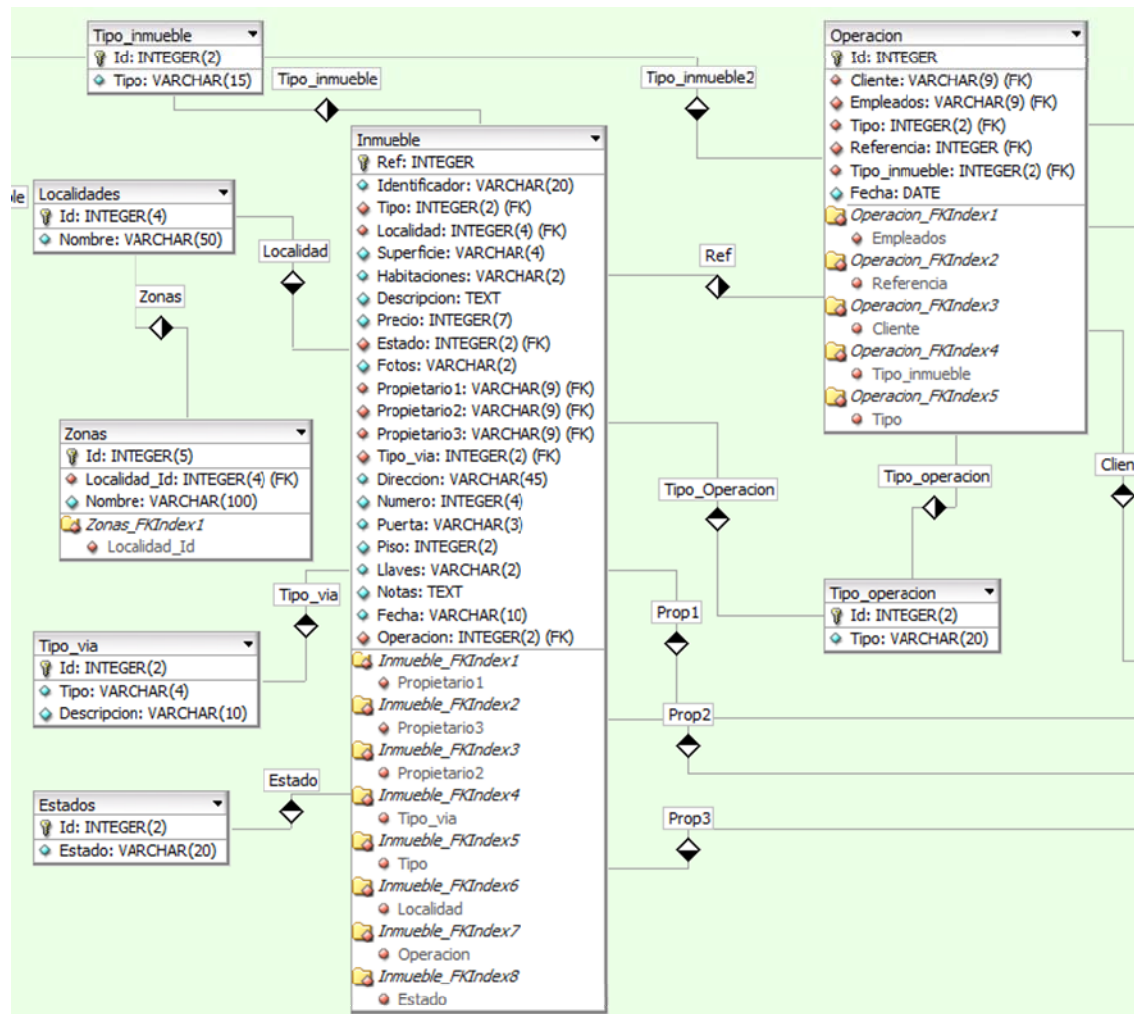 Tipo_inmueble
Id: INTEGER(2)
Tipo: VARCHAR(15)
Tipo_inmueble
Tipo_inmueble2
Operacion
Id: INTEGER
Cliente: VARCHAR(9) (FK)
Empleados: VARCHAR(9) (FK)
Tipo: INTEGER(2) (FK)
Referencia: INTEGER (FK)
Tipo_inmueble: INTEGER(2) (FK)
Fecha: DATE
Operacion_FKIndex1
Empleados
Operacion_FKIndex2
Referencia
Operacion_FKIndex3
Cliente
Operacion_FKIndex4
Tipo_inmueble
Operacion_FKIndex5
Tipo
ole
Localidades
Id: INTEGER(4)
Nombre: VARCHAR(50)
Localidad
Zonas
Zonas
Id: INTEGER(5)
Localidad_Id: INTEGER(4) (FK)
Nombre: VARCHAR(100)
Zonas_FKIndex1
Localidad_Id
Tipo_via
Tipo_via
Id: INTEGER(2)
Tipo: VARCHAR(4)
Descripcion: VARCHAR(10)
Estado
Estados
Id: INTEGER(2)
Estado: VARCHAR(20)
Inmueble
Ref: INTEGER
Identificador: VARCHAR(20)
Tipo: INTEGER(2) (FK)
Localidad: INTEGER(4) (FK)
Superficie: VARCHAR(4)
Habitaciones: VARCHAR(2)
Descripcion: TEXT
Precio: INTEGER(7)
Estado: INTEGER(2) (FK)
Fotos: VARCHAR(2)
Propietario1: VARCHAR(9) (FK)
Propietario2: VARCHAR(9) (FK)
Propietario3: VARCHAR(9) (FK)
Tipo_via: INTEGER(2) (FK)
Direccion: VARCHAR(45)
Numero: INTEGER(4)
Puerta: VARCHAR(3)
Piso: INTEGER(2)
Llaves: VARCHAR(2)
Notas: TEXT
Fecha: VARCHAR(10)
Operacion: INTEGER(2) (FK)
Inmueble_FKIndex1
Propietario1
Inmueble_FKIndex2
Propietario3
Inmueble_FKIndex3
Propietario2
Inmueble_FKIndex4
Tipo_via
Inmueble_FKIndex5
Tipo
Inmueble_FKIndex6
Localidad
Inmueble_FKIndex7
Operacion
Inmueble_FKIndex8
Estado
Ref
Tipo_Operacion
Tipo_operacion
Clien
Tipo_operacion
Id: INTEGER(2)
Tipo: VARCHAR(20)
Prop1
Prop2
Prop3